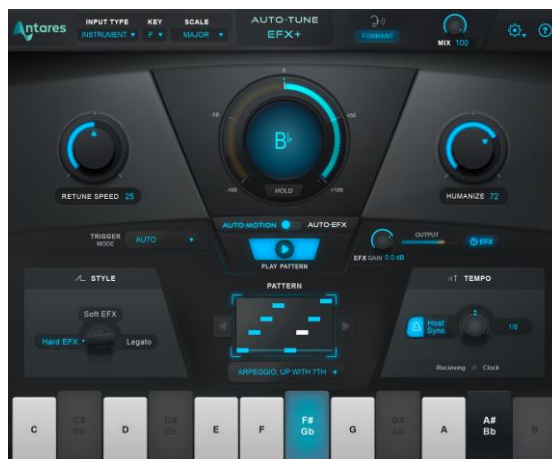 Antares
INPUT TYPE KEY SCALE
INSTRUMENT F MAJOR
AUTO-TUNE
EFX+
FORMANT
MIX 100
?
0
-50 +50
B♭
-100 HOLD +100
RETUNE SPEED 25
HUMANIZE 72
AUTO-MOTION AUTO-EFX
TRIGGER
MODE
AUTO
PLAY PATTERN
OUTPUT
EFX
EFX GAIN 0.0 dB
STYLE
Soft EFX
Hard EFX Legato
PATTERN
ARPEGGIO, UP WITH 7TH
TEMPO
Host
Sync
1/8
Recieving Clock
C C# Gb D D# Eb E F F# Gb G G# Ab A A# Bb B